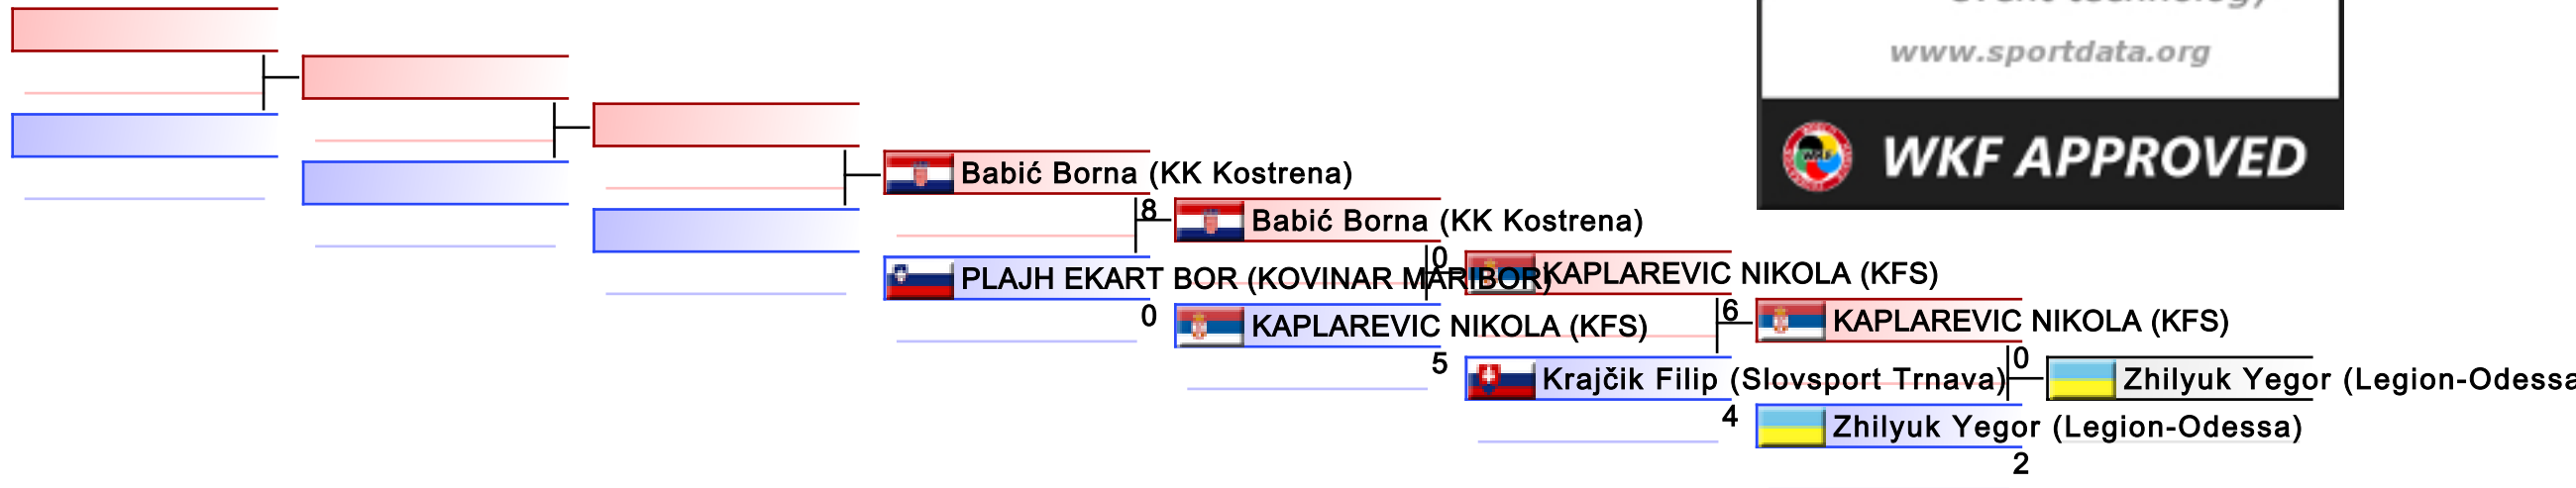 event technology
www.sportdata.org
WKF APPROVED
Babić Borna (KK Kostrena)
8
Babić Borna (KK Kostrena)
PLAJH EKART BOR (KOVINAR MARIBOR)
0
0
KAPLAREVIC NIKOLA (KFS)
KAPLAREVIC NIKOLA (KFS)
5
6
KAPLAREVIC NIKOLA (KFS)
Krajčik Filip (Slovsport Trnava)
4
0
Zhilyuk Yegor (Legion-Odessa
Zhilyuk Yegor (Legion-Odessa)
2